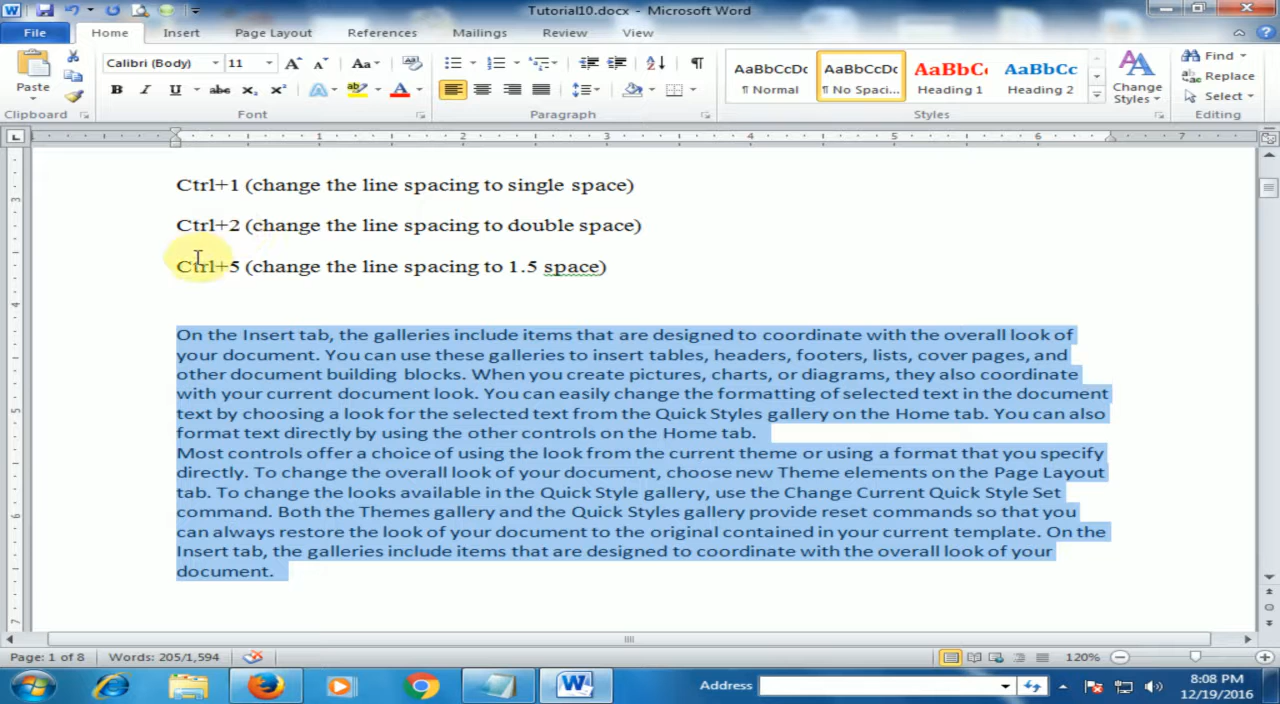 Tutorial10.docx - Microsoft Word
File Home Insert Page Layout References Mailings Review View
Paste
Clipboard
Calibri (Body) 11
Font
Paragraph
AaBbCcDc AaBbCcDc AaBbCc AaBbCc
¶ Normal ¶ No Spaci... Heading 1 Heading 2
Change Styles
Styles
Find
Replace
Select
Editing
1 2 3 4 5 6 7
Ctrl+1 (change the line spacing to single space)
Ctrl+2 (change the line spacing to double space)
Ctrl+5 (change the line spacing to 1.5 space)
On the Insert tab, the galleries include items that are designed to coordinate with the overall look of
your document. You can use these galleries to insert tables, headers, footers, lists, cover pages, and
other document building blocks. When you create pictures, charts, or diagrams, they also coordinate
with your current document look. You can easily change the formatting of selected text in the document
text by choosing a look for the selected text from the Quick Styles gallery on the Home tab. You can also
format text directly by using the other controls on the Home tab.
Most controls offer a choice of using the look from the current theme or using a format that you specify
directly. To change the overall look of your document, choose new Theme elements on the Page Layout
tab. To change the looks available in the Quick Style gallery, use the Change Current Quick Style Set
command. Both the Themes gallery and the Quick Styles gallery provide reset commands so that you
can always restore the look of your document to the original contained in your current template. On the
Insert tab, the galleries include items that are designed to coordinate with the overall look of your
document.
Page: 1 of 8 Words: 205/1,594 120%
Address
8:08 PM
12/19/2016